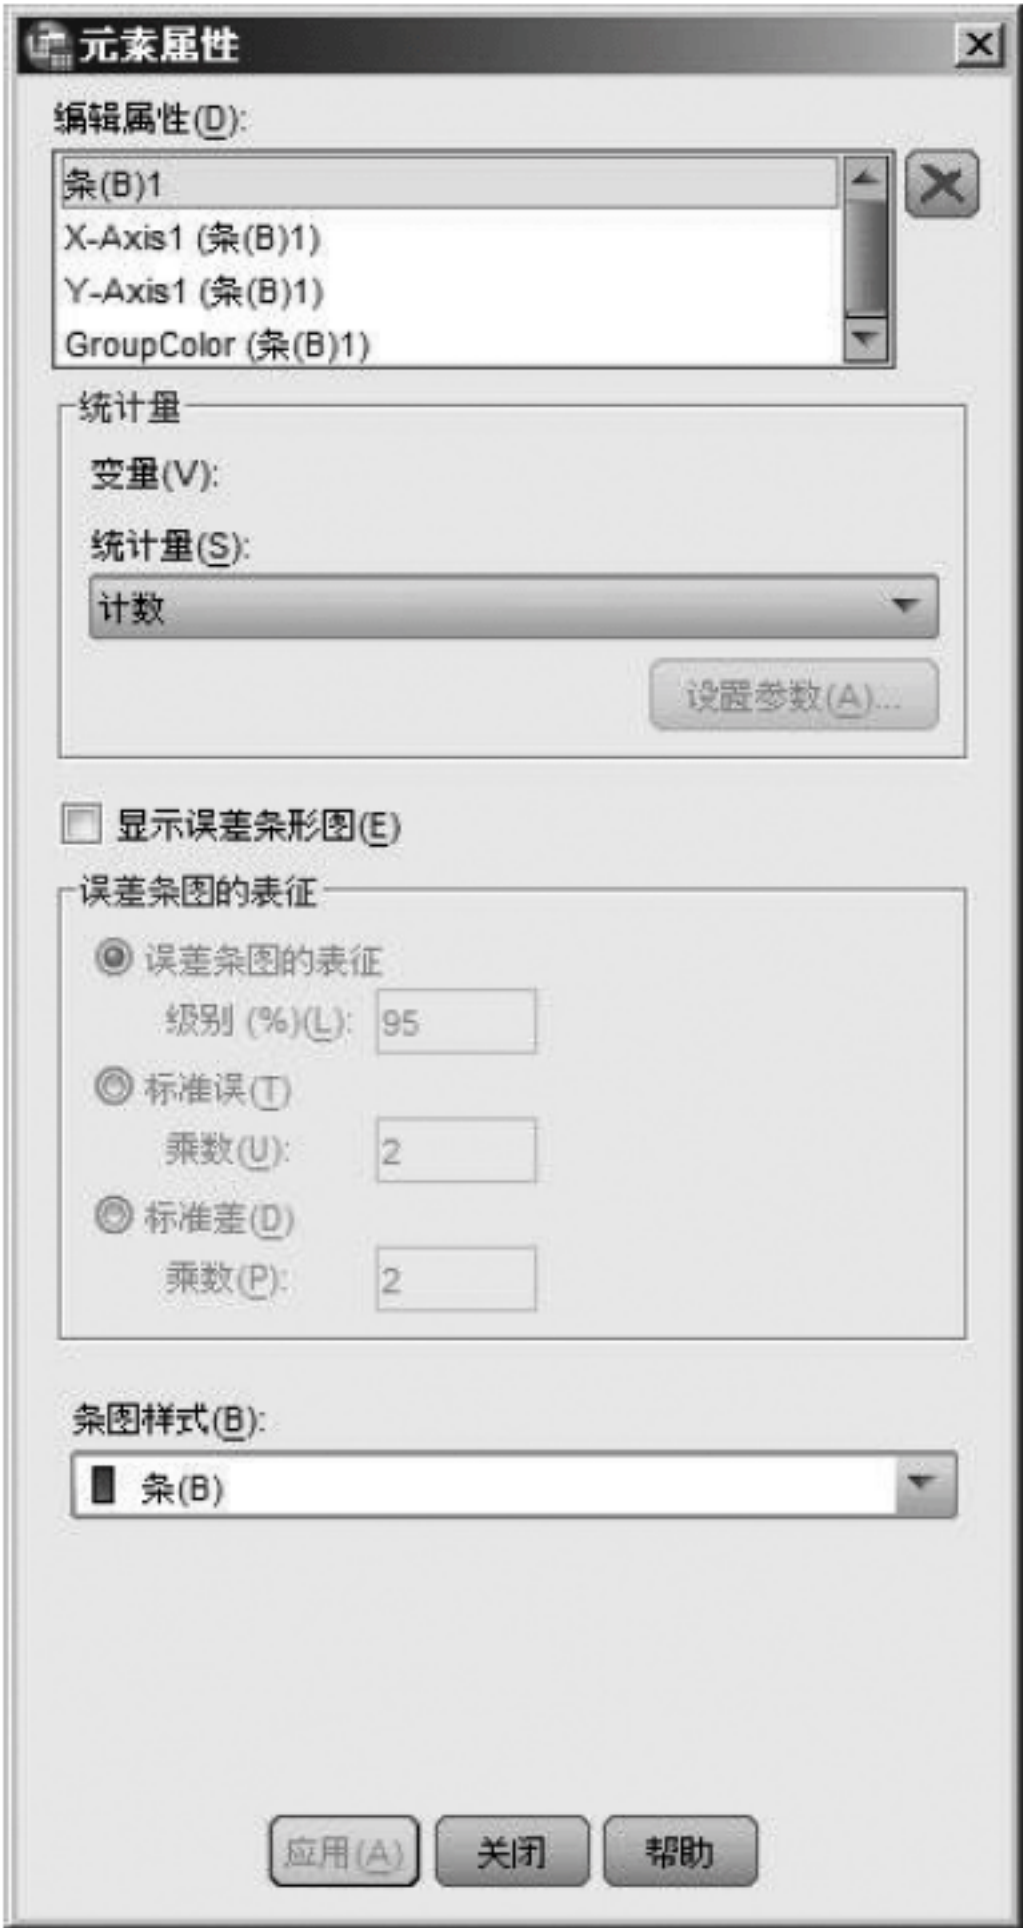 元素属性
编辑属性(D):
条(B)1
X-Axis1 (条(B)1)
Y-Axis1 (条(B)1)
GroupColor (条(B)1)
统计量
变量(V):
统计量(S):
计数
设置参数(A)...
显示误差条形图(E)
误差条图的表征
误差条图的表征
级别 (%)(L): 95
标准误(T)
乘数(U): 2
标准差(D)
乘数(P): 2
条图样式(B):
条(B)
应用(A) 关闭 帮助